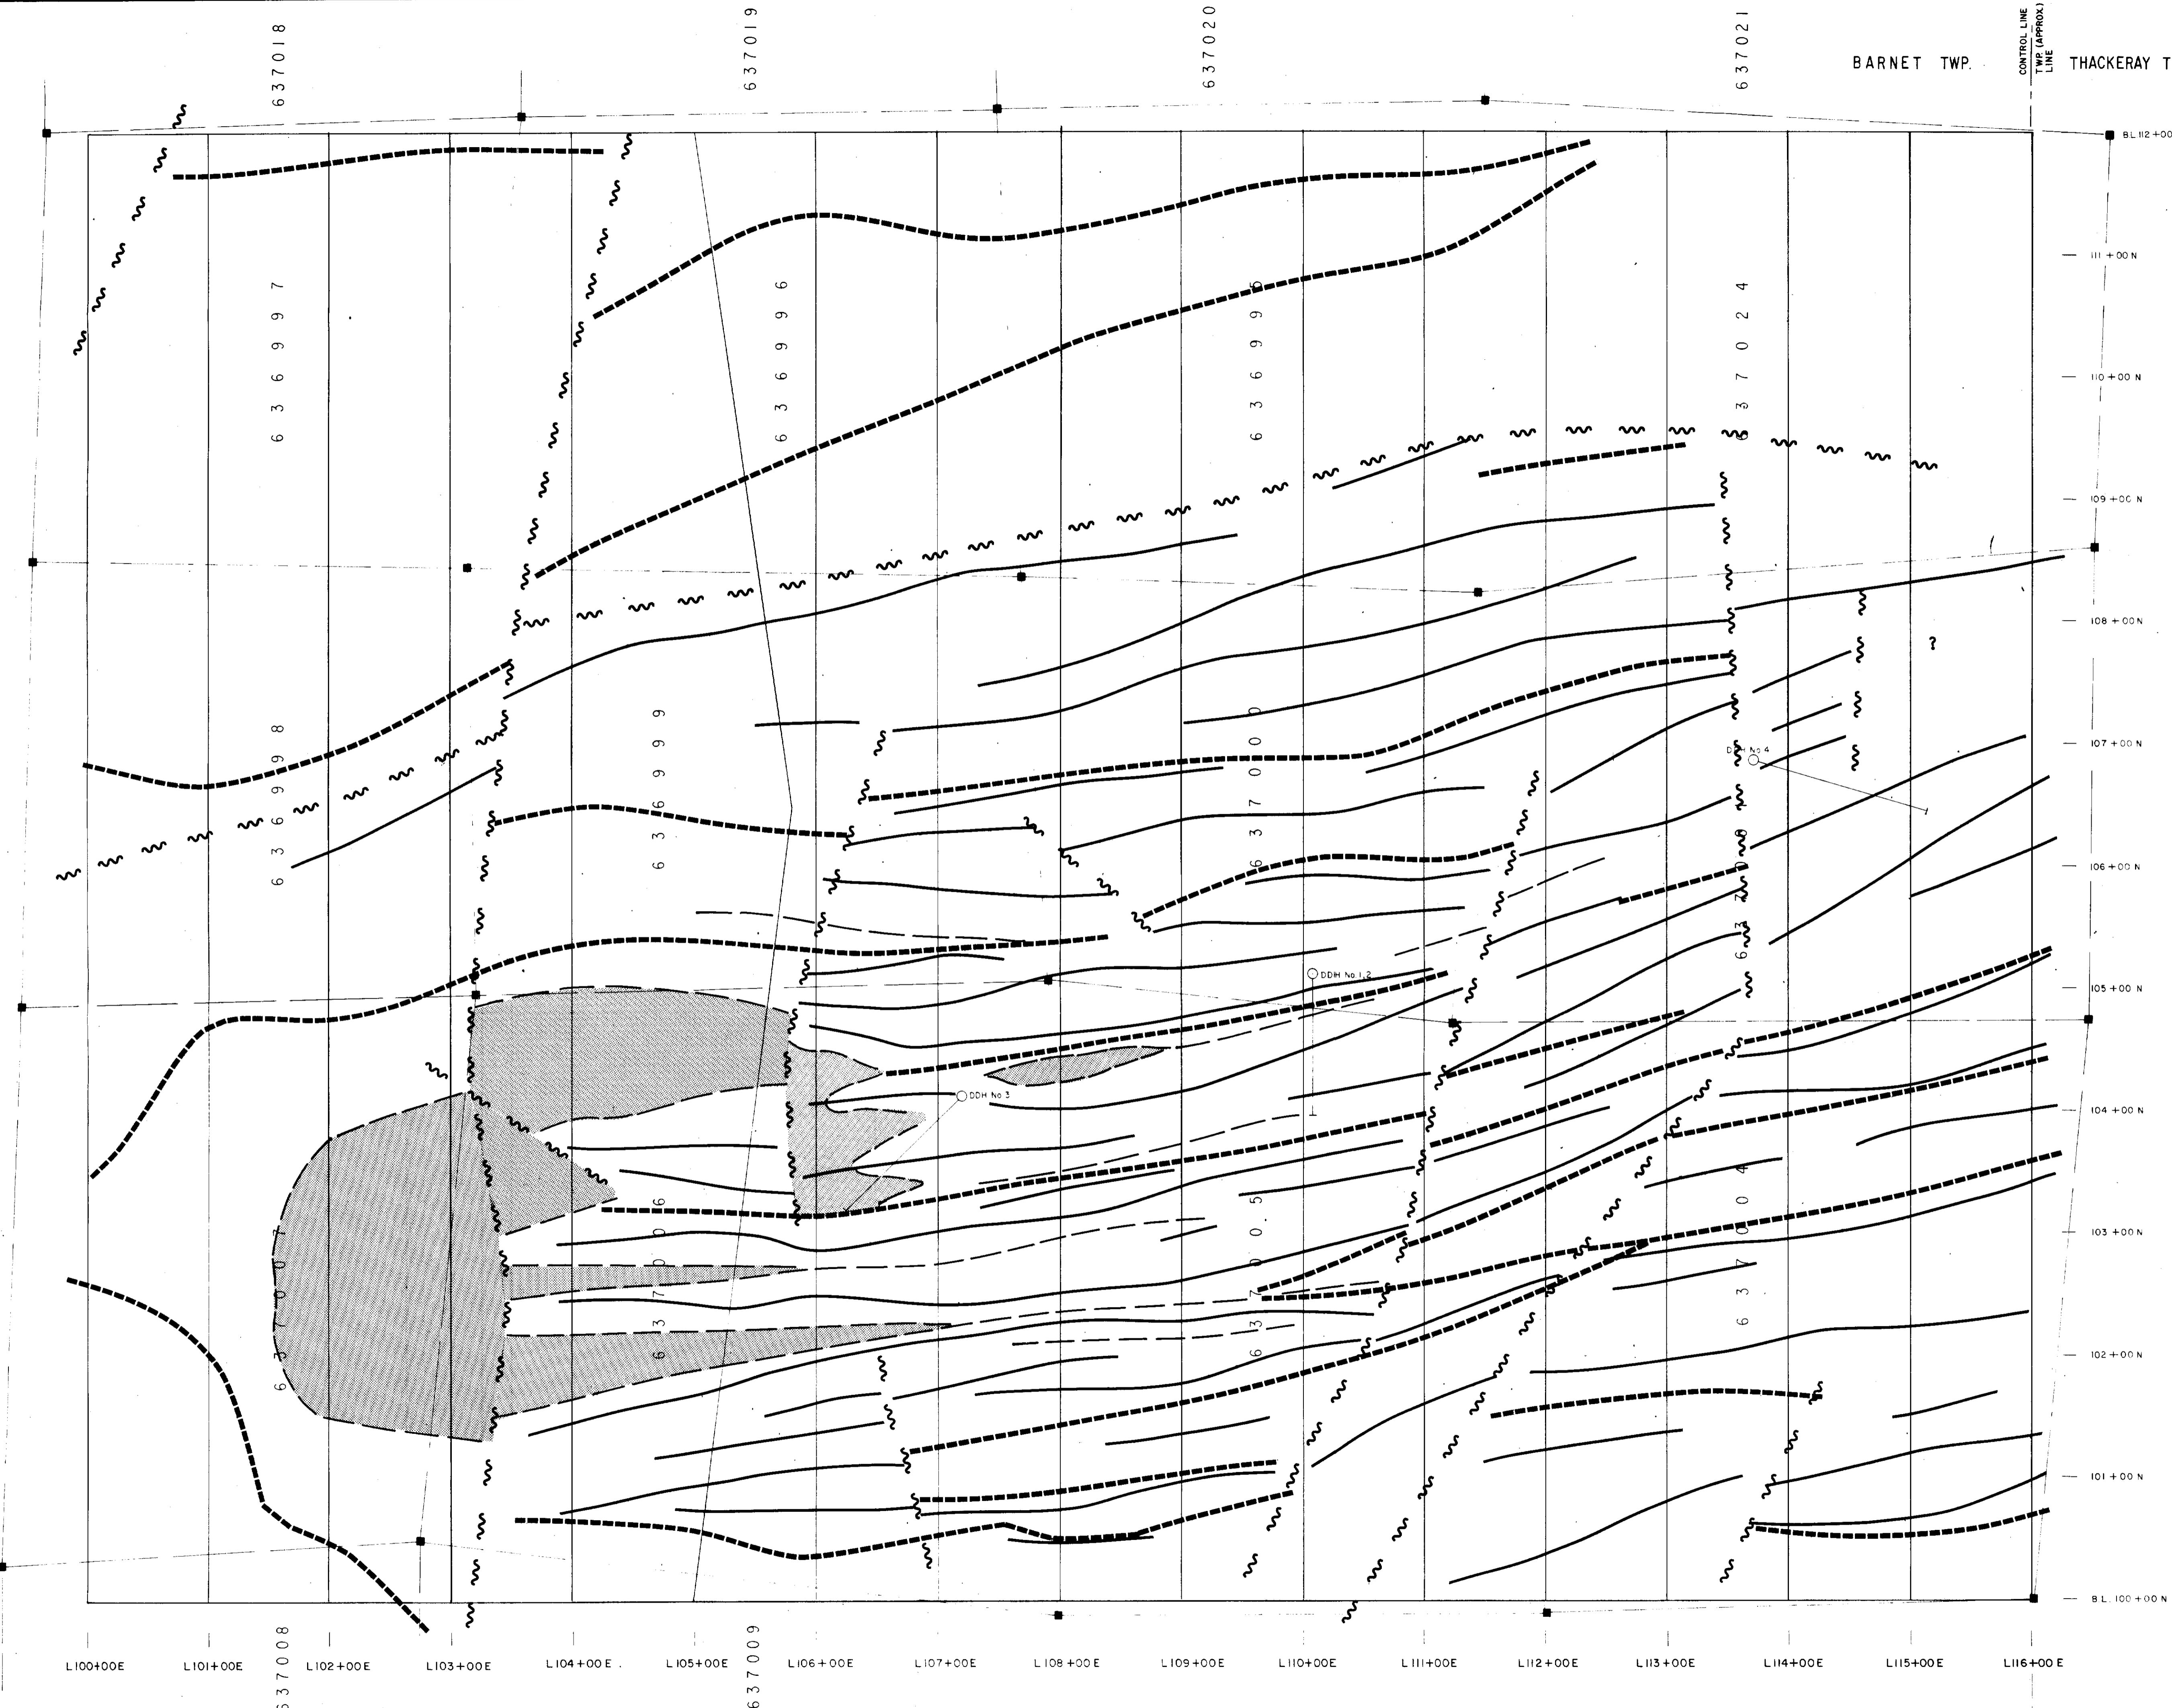 637018
637019
637020
637021
BARNET TWP.
CONTROL LINE
TWP. (APPROX.)
LINE
THACKERAY T
BL 112+00
111+00 N
636997
636996
636995
637024
110+00 N
109+00 N
108+00 N
636998
636999
637000
107+00 N
DDH No 4
106+00 N
DDH No. 1,2
105+00 N
DDH No 3
104+00 N
637007
637006
637005
637004
103+00 N
102+00 N
101+00 N
BL. 100+00 N
637008
637009
L100+00E
L101+00E
L102+00E
L103+00E
L104+00E
L105+00E
L106+00E
L107+00E
L108+00E
L109+00E
L110+00E
L111+00E
L112+00E
L113+00E
L114+00E
L115+00E
L116+00E